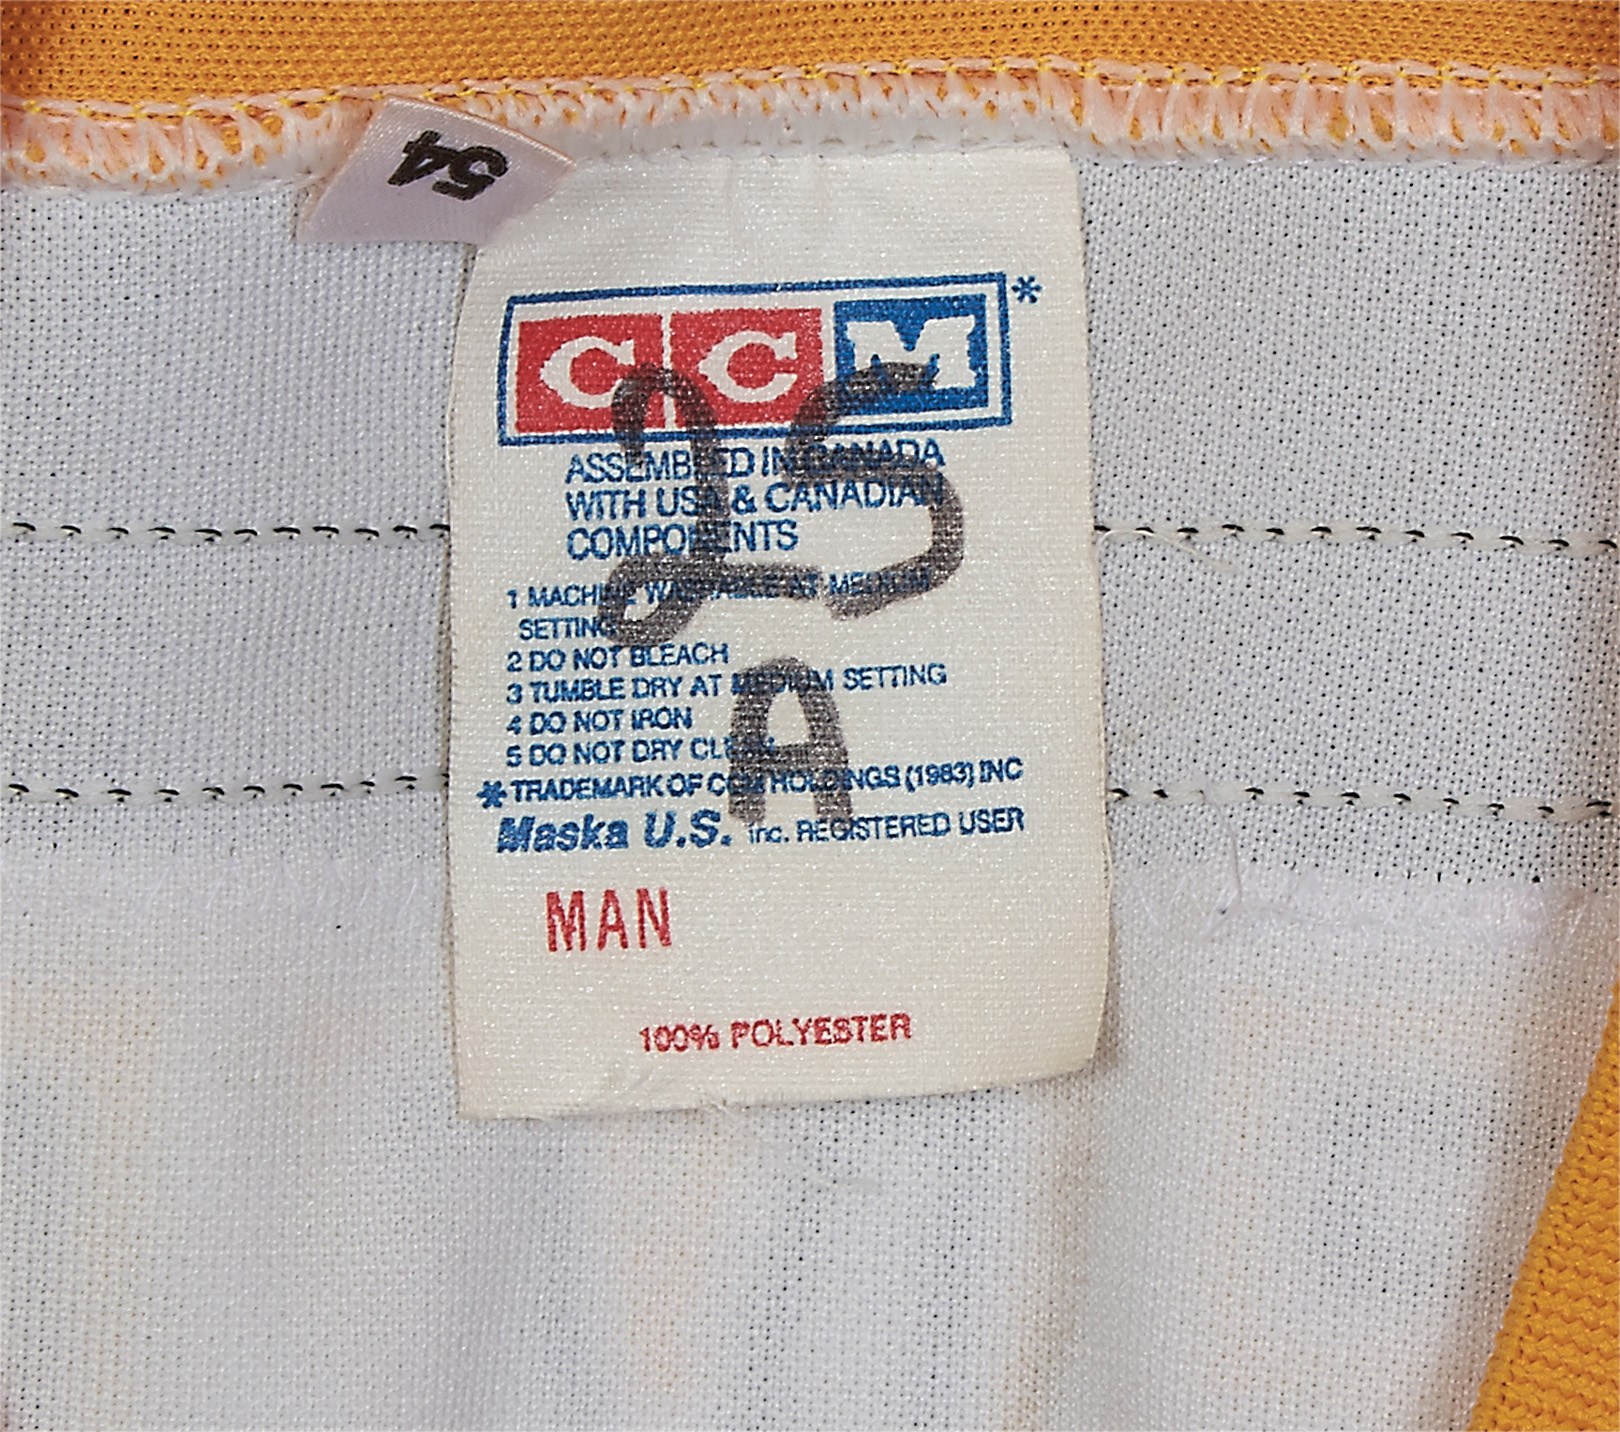 54
CCM*
ASSEMBLED IN CANADA
WITH USA & CANADIAN
COMPONENTS
1 MACHINE WASHABLE AT MEDIUM
SETTING
2 DO NOT BLEACH
3 TUMBLE DRY AT MEDIUM SETTING
4 DO NOT IRON
5 DO NOT DRY CLEAN
*TRADEMARK OF CCM HOLDINGS (1983) INC
Maska U.S. Inc. REGISTERED USER
25
A
MAN
100% POLYESTER